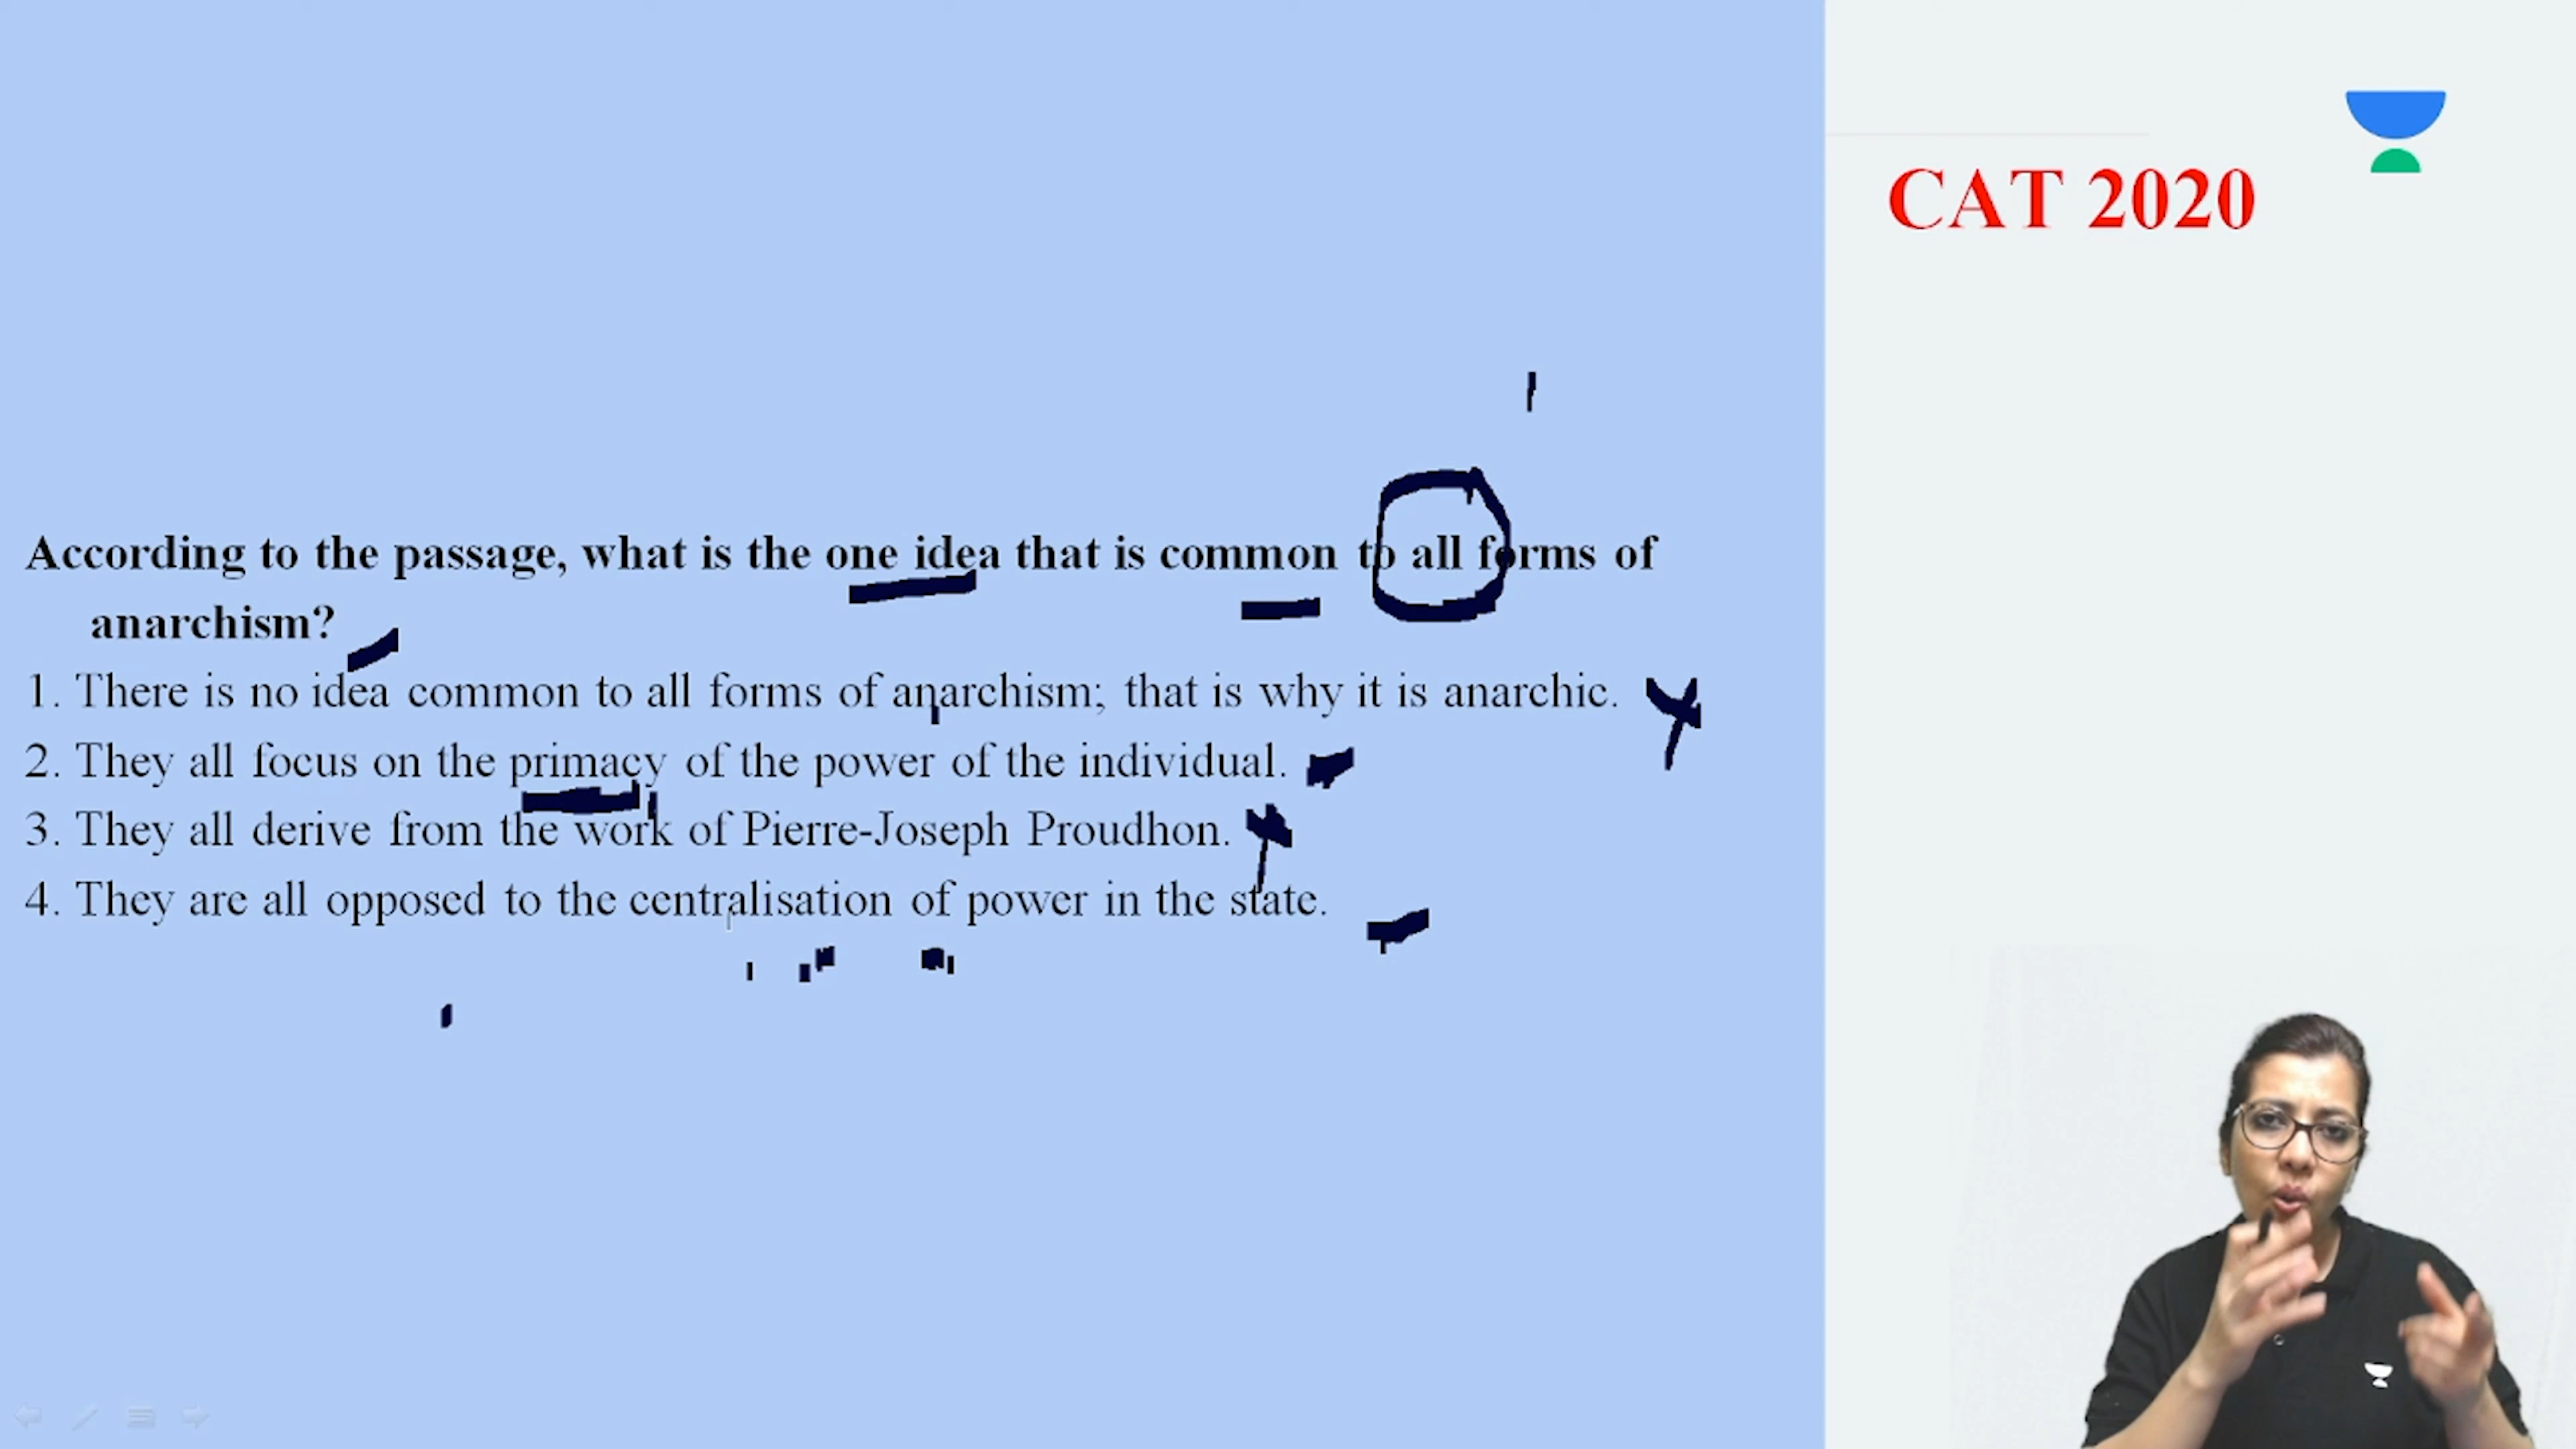 CAT 2020
According to the passage, what is the one idea that is common to all forms of
anarchism?
1. There is no idea common to all forms of anarchism; that is why it is anarchic.
2. They all focus on the primacy of the power of the individual.
3. They all derive from the work of Pierre-Joseph Proudhon.
4. They are all opposed to the centralisation of power in the state.